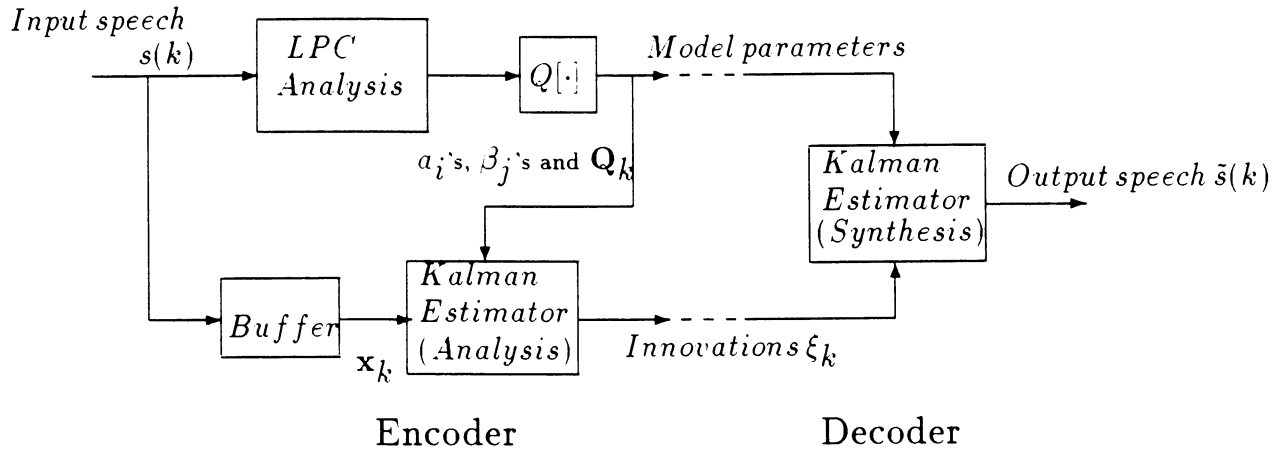 Input speech
s(k)
LPC
Analysis
Q[·]
Model parameters
α_i's, β_j's and Q_k
Kalman
Estimator
(Synthesis)
Output speech s̃(k)
Buffer
x_k
Kalman
Estimator
(Analysis)
Innovations ξ_k
Encoder
Decoder